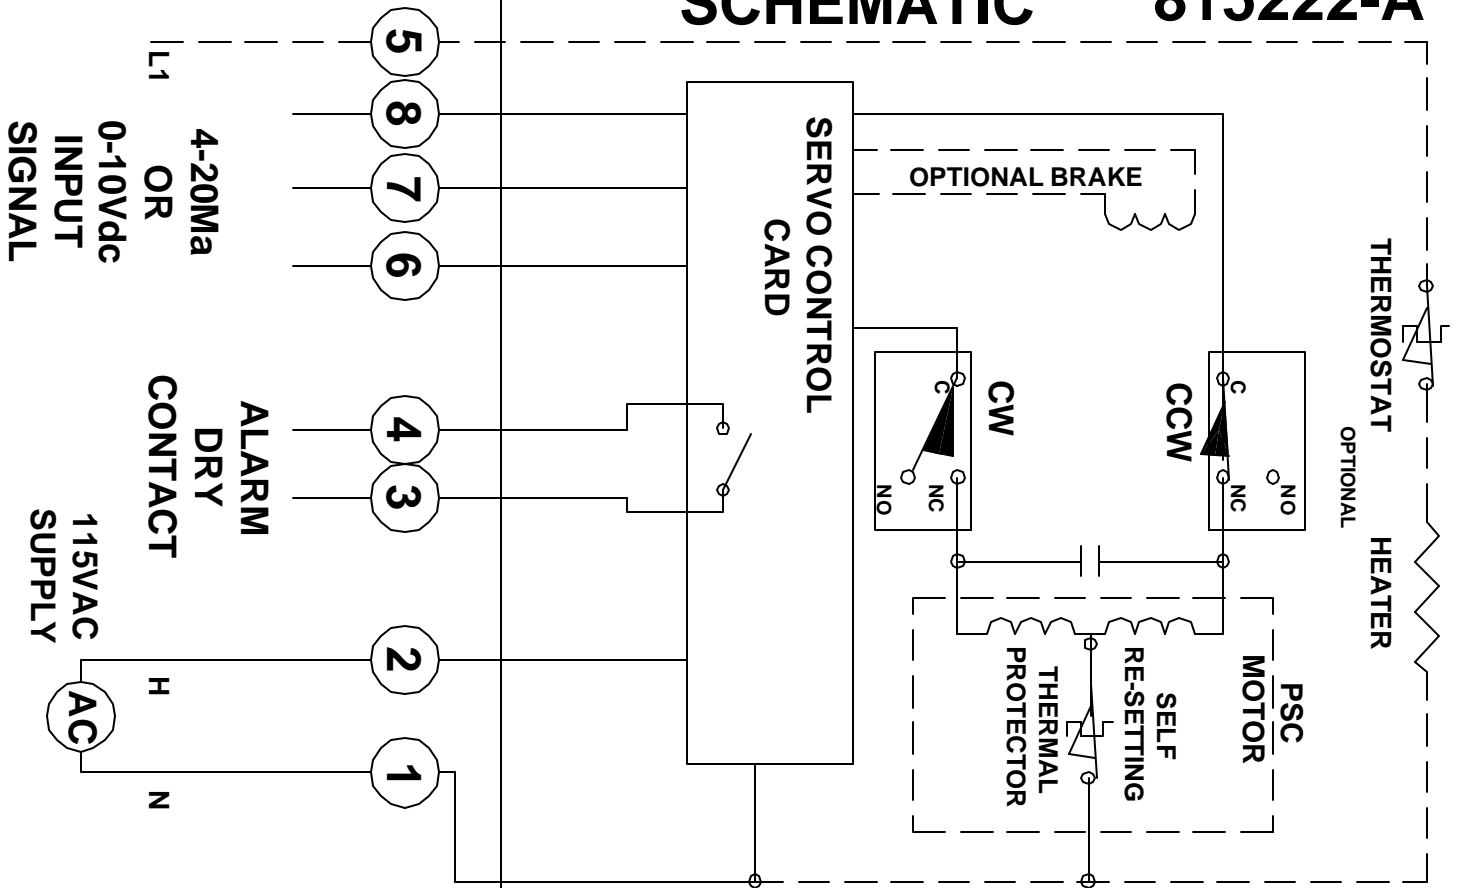 SCHEMATIC 815222-A
5
8
7
6
4
3
2
1
L1
4-20Ma
OR
0-10Vdc
INPUT
SIGNAL
ALARM
DRY
CONTACT
115VAC
SUPPLY
H
AC
N
SERVO CONTROL
CARD
OPTIONAL BRAKE
CW
C
NO
NC
CCW
C
NC
NO
THERMOSTAT
OPTIONAL
HEATER
PSC
MOTOR
SELF
RE-SETTING
THERMAL
PROTECTOR